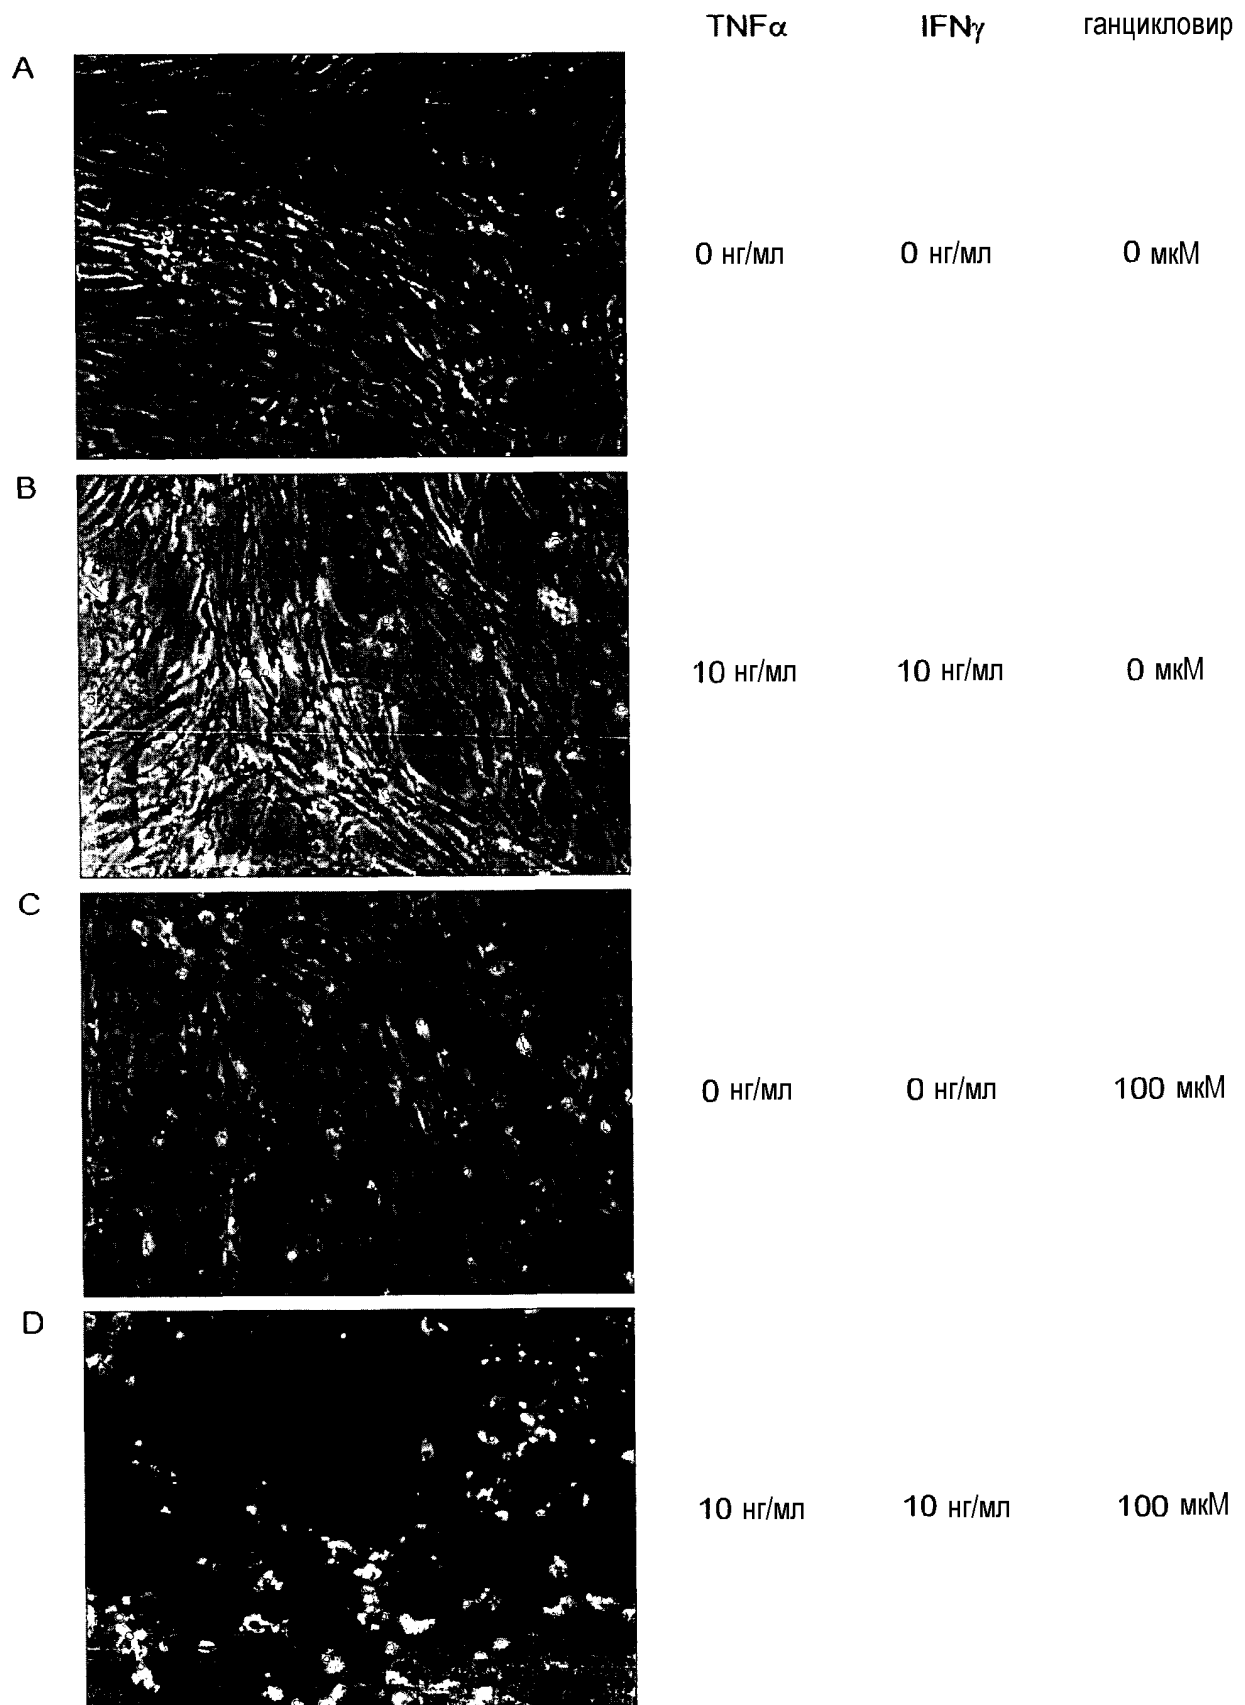 TNFα IFNγ ганцикловир
A
0 нг/мл 0 нг/мл 0 мкМ
B
10 нг/мл 10 нг/мл 0 мкМ
C
0 нг/мл 0 нг/мл 100 мкМ
D
10 нг/мл 10 нг/мл 100 мкМ